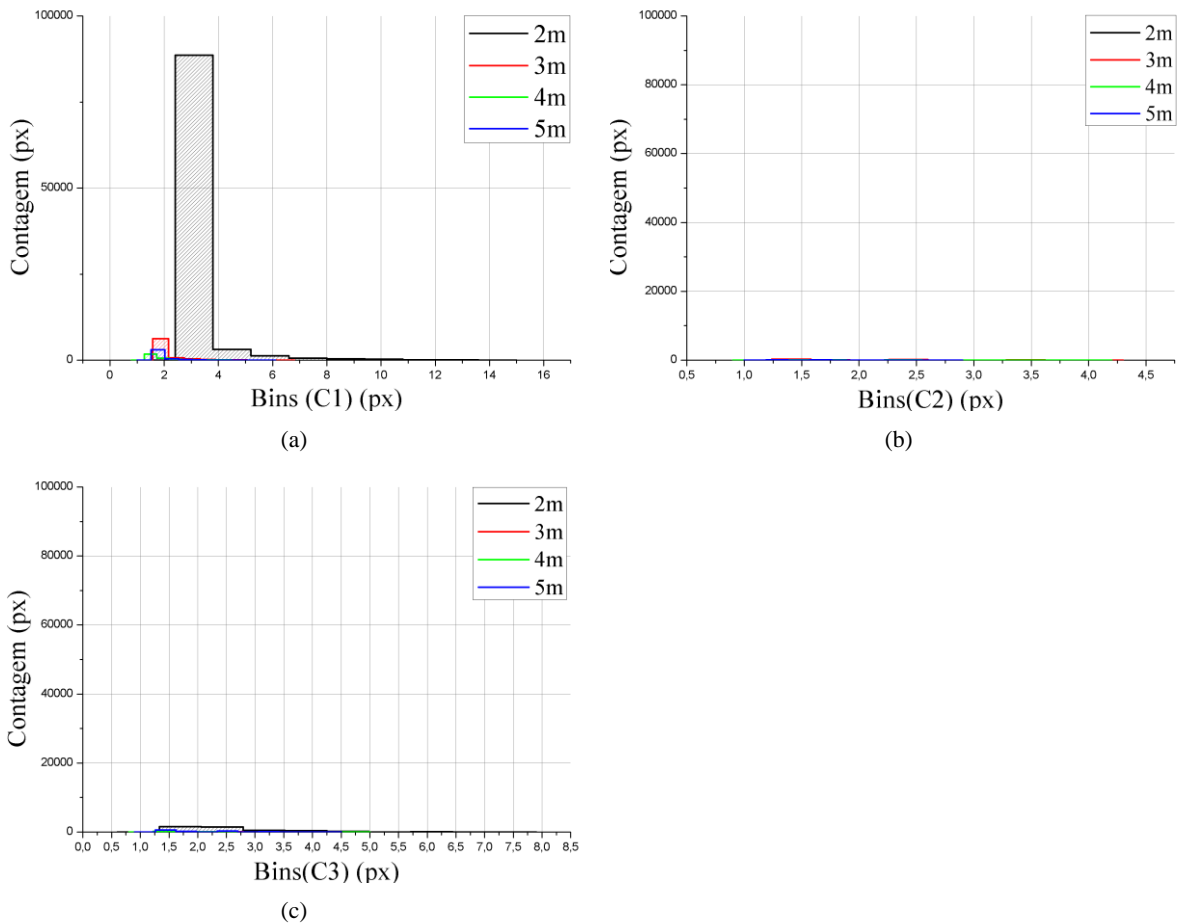 100000
50000
0
Contagem (px)
0 2 4 6 8 10 12 14 16
Bins (C1) (px)
2m
3m
4m
5m
(a)
100000
80000
60000
40000
20000
0
Contagem (px)
0,5 1,0 1,5 2,0 2,5 3,0 3,5 4,0 4,5
Bins(C2) (px)
2m
3m
4m
5m
(b)
100000
80000
60000
40000
20000
0
Contagem (px)
0,0 0,5 1,0 1,5 2,0 2,5 3,0 3,5 4,0 4,5 5,0 5,5 6,0 6,5 7,0 7,5 8,0 8,5
Bins(C3) (px)
2m
3m
4m
5m
(c)